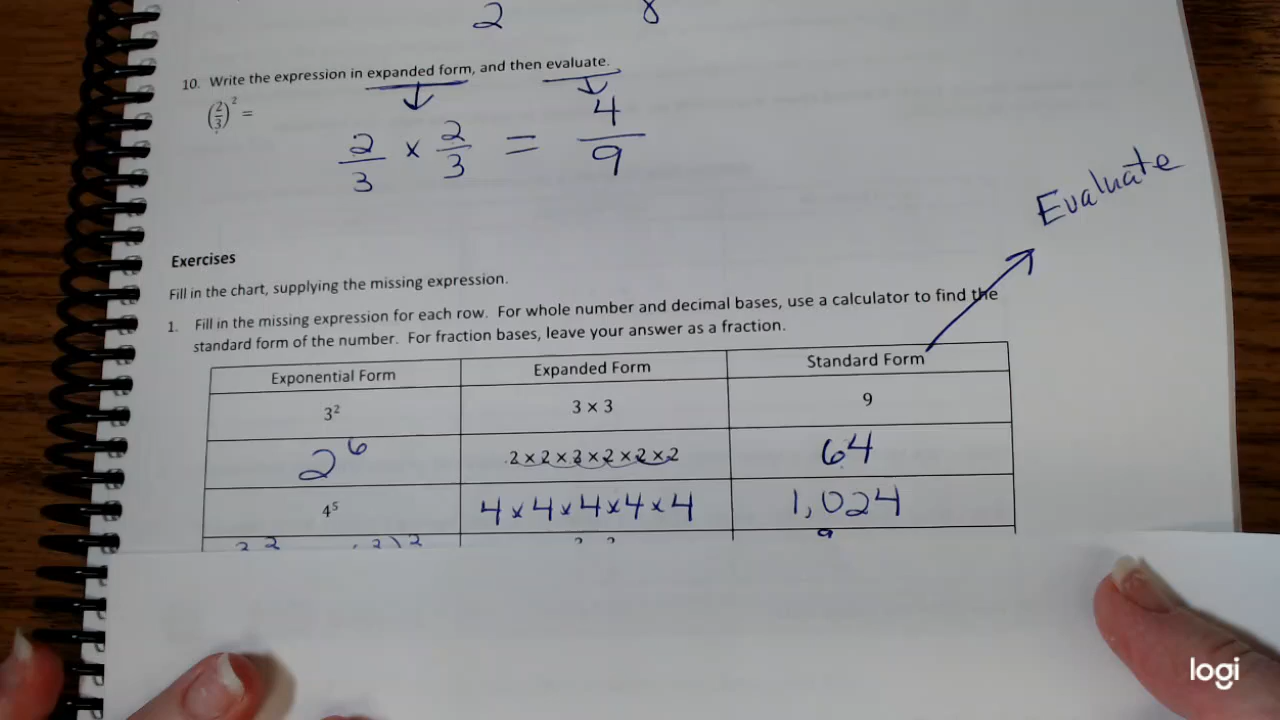 2 8
10. Write the expression in expanded form, and then evaluate.
(2/3)² =
2/3 × 2/3 = 4/9
Evaluate
Exercises
Fill in the chart, supplying the missing expression.
1. Fill in the missing expression for each row. For whole number and decimal bases, use a calculator to find the
standard form of the number. For fraction bases, leave your answer as a fraction.
Exponential Form Expanded Form Standard Form
3² 3 × 3 9
2⁶ 2 × 2 × 2 × 2 × 2 × 2 64
4⁵ 4 × 4 × 4 × 4 × 4 1,024
logi